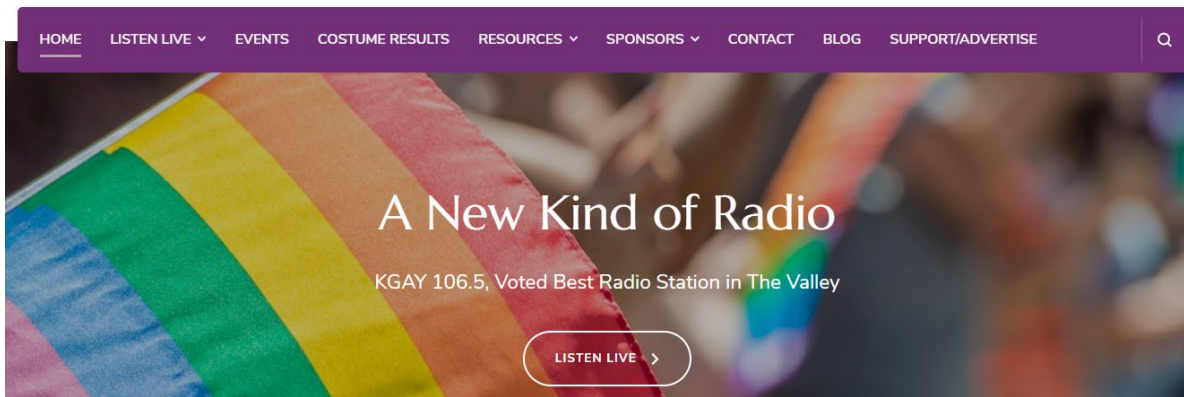 HOME LISTEN LIVE EVENTS COSTUME RESULTS RESOURCES SPONSORS CONTACT BLOG SUPPORT/ADVERTISE
A New Kind of Radio
KGAY 106.5, Voted Best Radio Station in The Valley
LISTEN LIVE